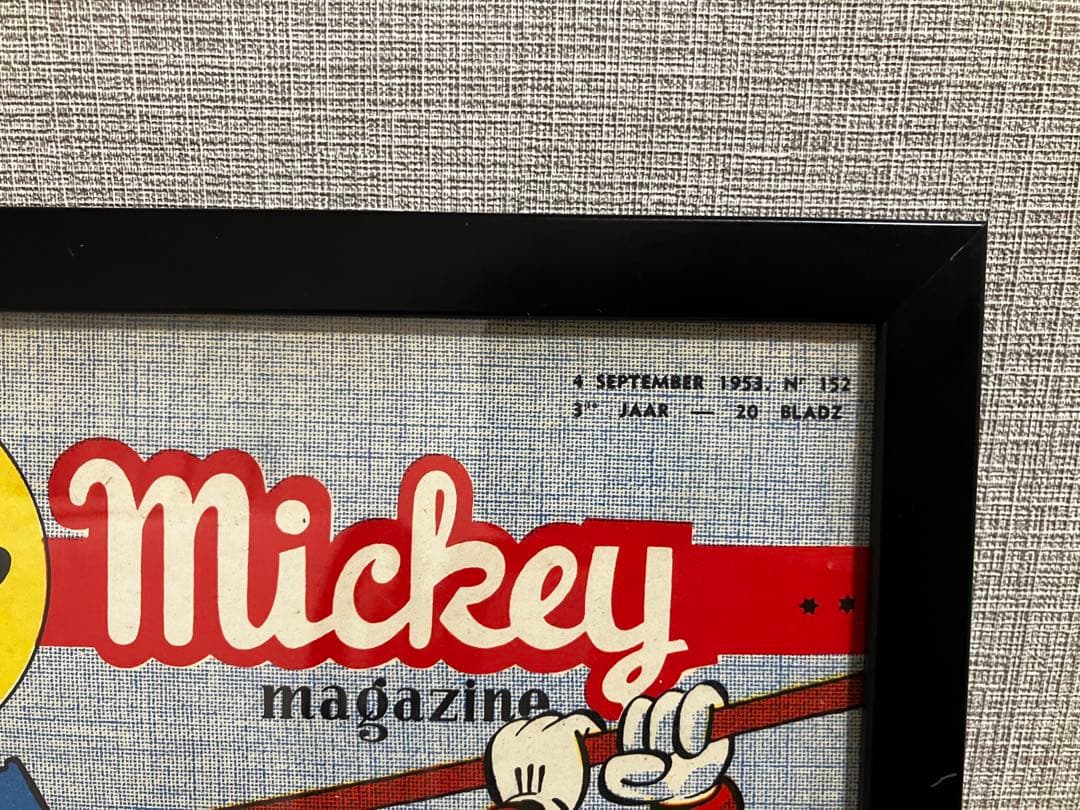 4 SEPTEMBER 1953. Nr 152
3de JAAR — 20 BLADZ
Mickey
magazine